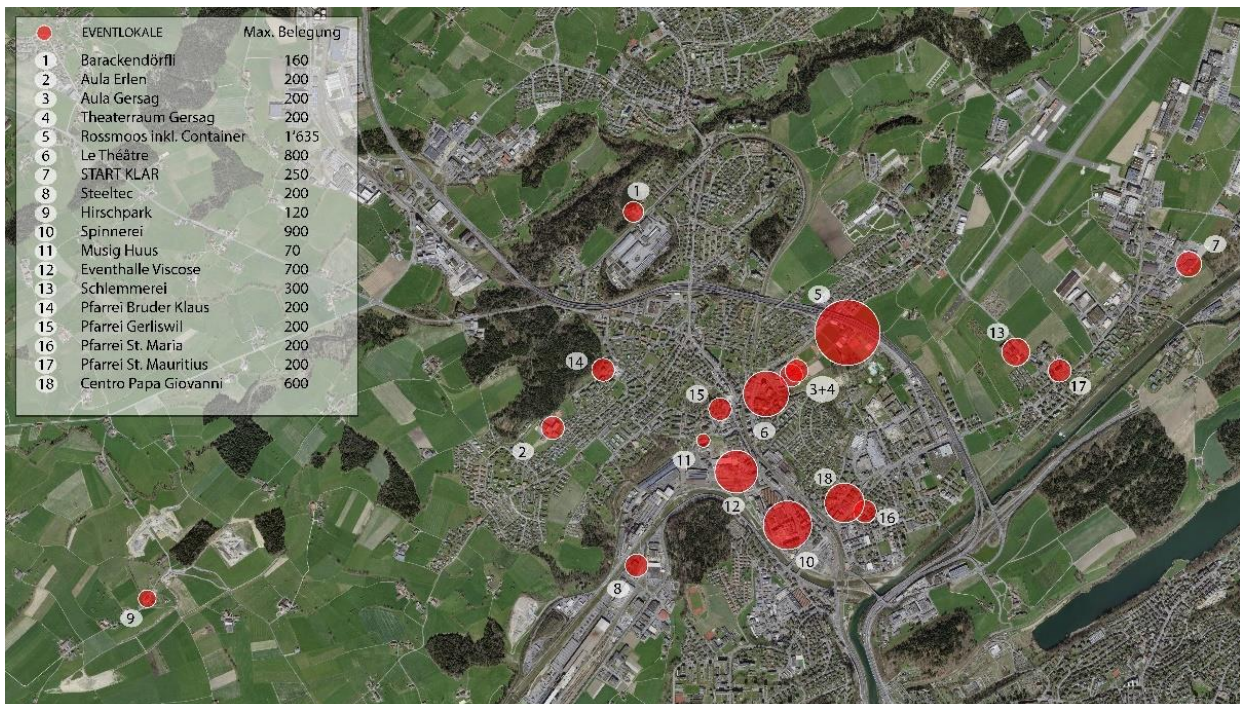 EVENTLOKALE Max. Belegung
1 Barackendörfli 160
2 Aula Erlen 200
3 Aula Gersag 200
4 Theaterraum Gersag 200
5 Rossmoos inkl. Container 1'635
6 Le Théâtre 800
7 START KLAR 250
8 Steeltec 200
9 Hirschpark 120
10 Spinnerei 900
11 Musig Huus 70
12 Eventhalle Viscose 700
13 Schlemmerei 300
14 Pfarrei Bruder Klaus 200
15 Pfarrei Gerliswil 200
16 Pfarrei St. Maria 200
17 Pfarrei St. Mauritius 200
18 Centro Papa Giovanni 600
1
7
5
13
14
3+4
17
15
2
6
11
18
12
16
10
8
9